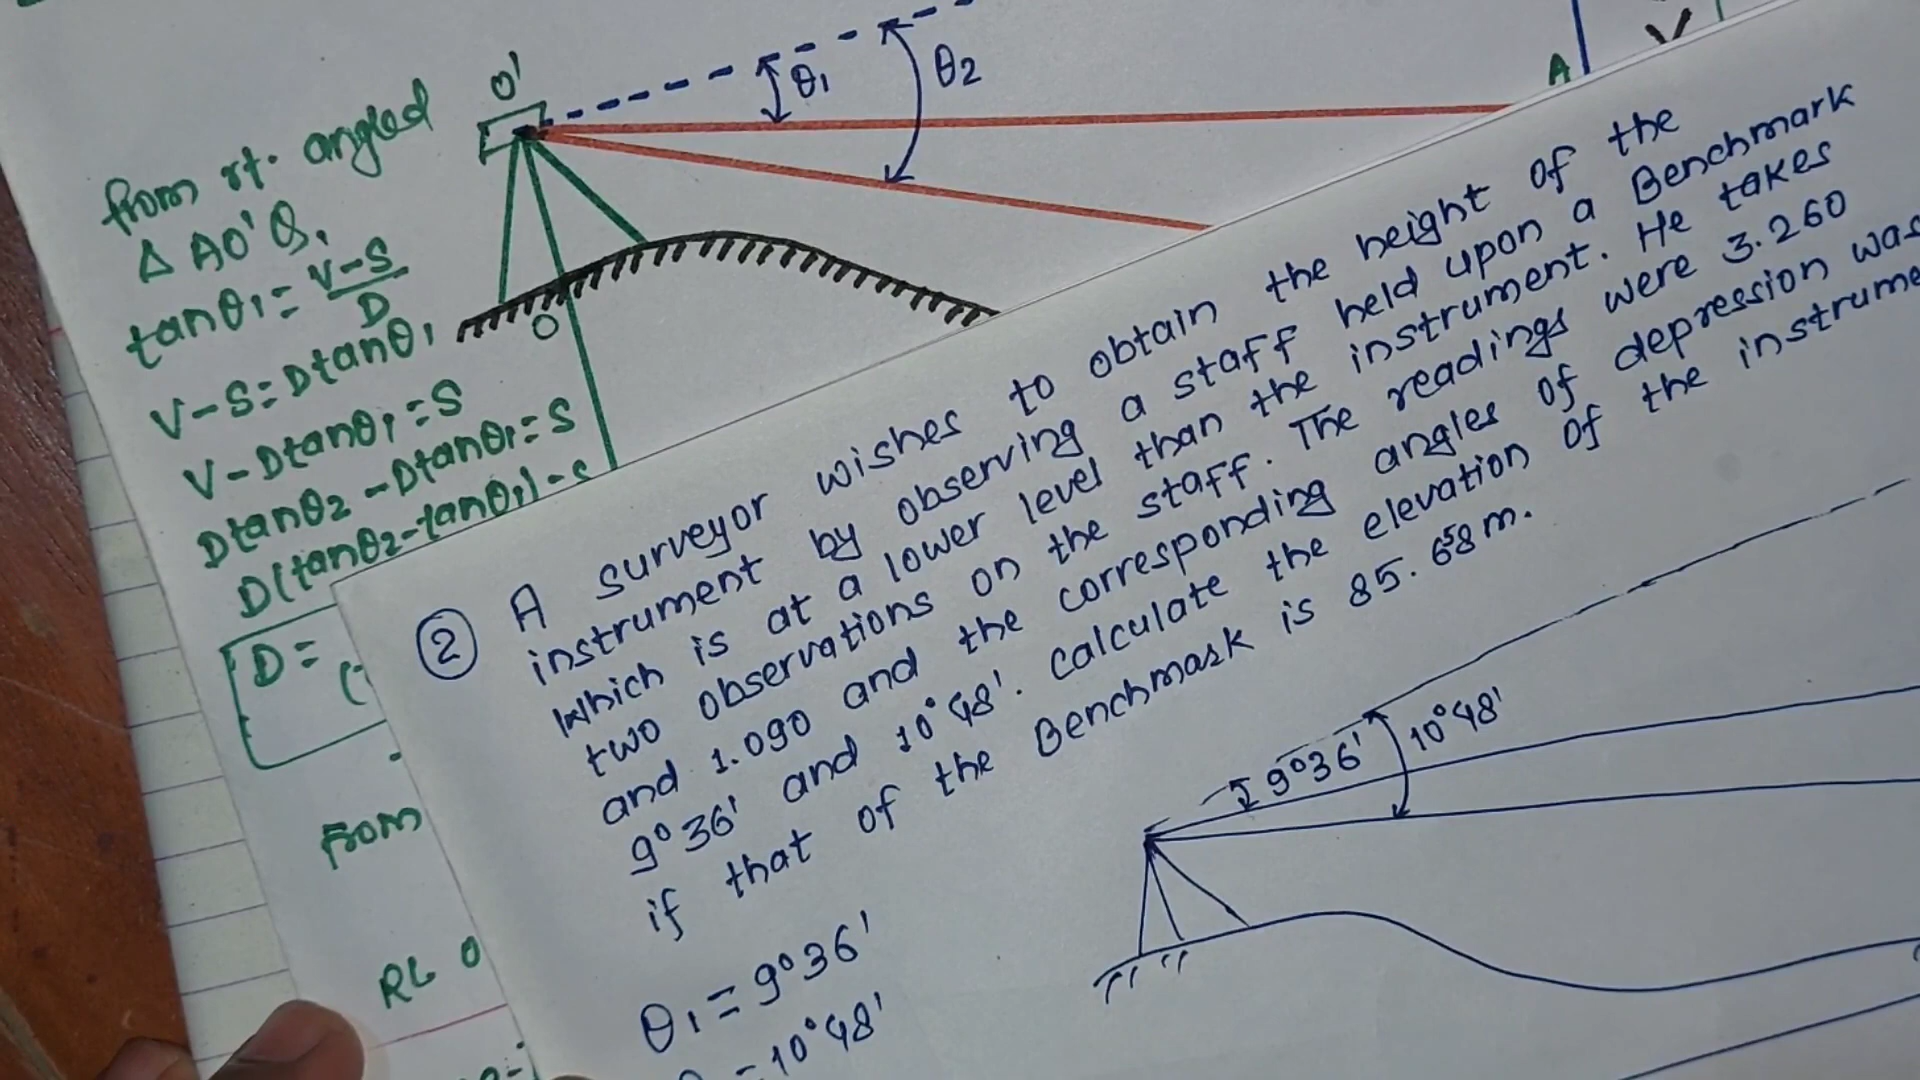 from rt. angled
Δ AO'Q,
tanθ1 = V-S/D
V-S = Dtanθ1
V-Dtanθ1 = S
Dtanθ2 - Dtanθ1 = S
D(tanθ2-tanθ1) = S
D =
From
RL O
O'
θ1
θ2
A
V
O
② A surveyor wishes to obtain the height of the
instrument by observing a staff held upon a Benchmark
which is at a lower level than the instrument. He takes
two observations on the staff. The readings were 3.260
and 1.090 and the corresponding angles of depression was
9°36' and 10°48'. Calculate the elevation of the instrume
if that of the Benchmark is 85.658m.
9°36'
10°48'
θ1 = 9°36'
= 10°48'